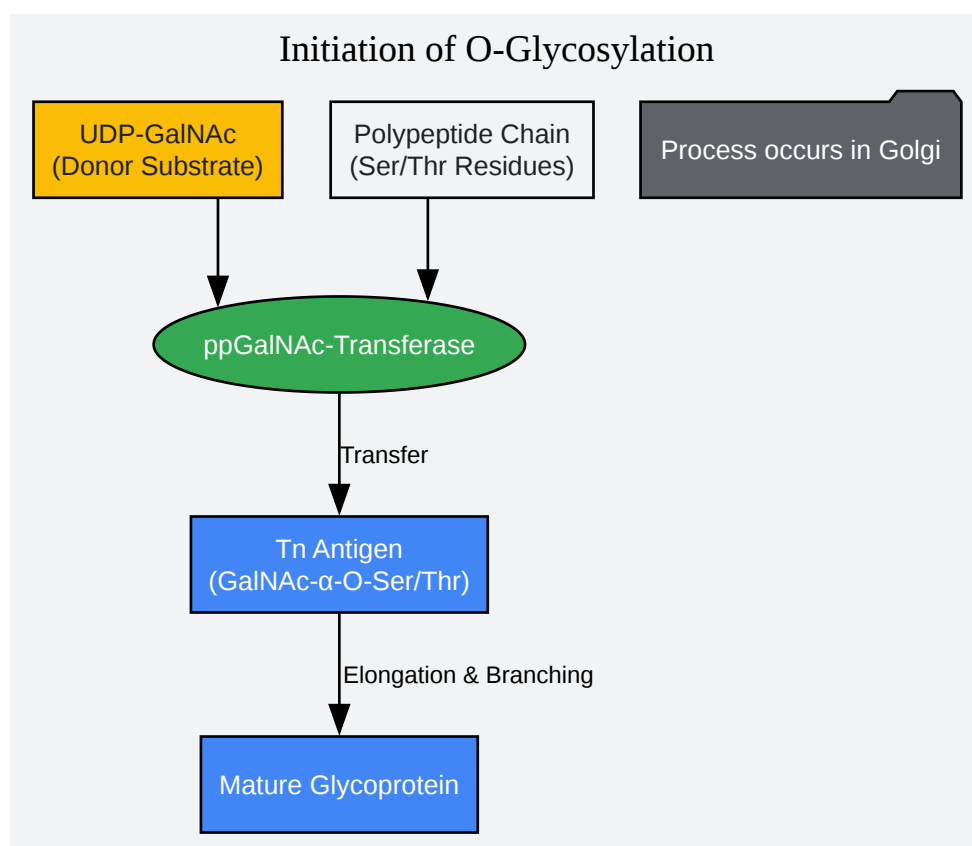 Initiation of O-Glycosylation
UDP-GalNAc
(Donor Substrate)
Polypeptide Chain
(Ser/Thr Residues)
Process occurs in Golgi
ppGalNAc-Transferase
Transfer
Tn Antigen
(GalNAc-α-O-Ser/Thr)
Elongation & Branching
Mature Glycoprotein